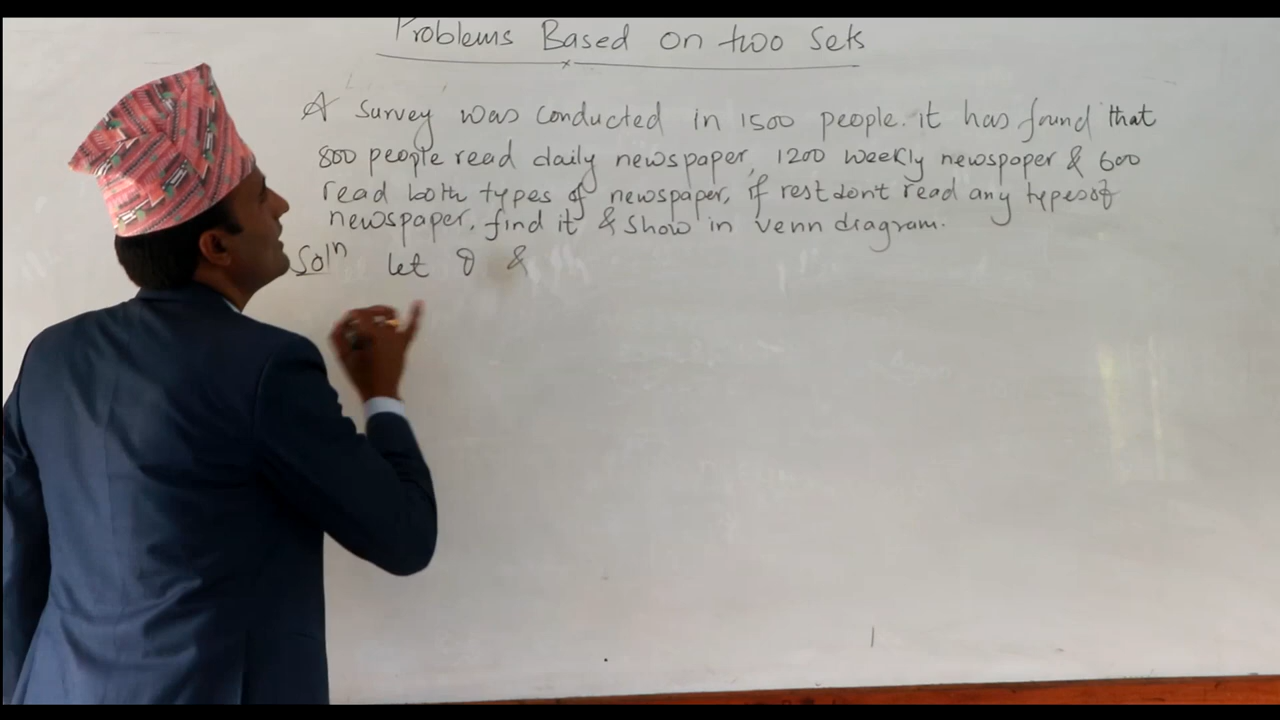 Problems Based on two Sets
A Survey was conducted in 1500 people. it has found that
800 people read daily newspaper, 1200 weekly newspaper & 600
read both types of newspaper, if rest don't read any types of
newspaper. find it & show in venn diagram.
Solⁿ let D &